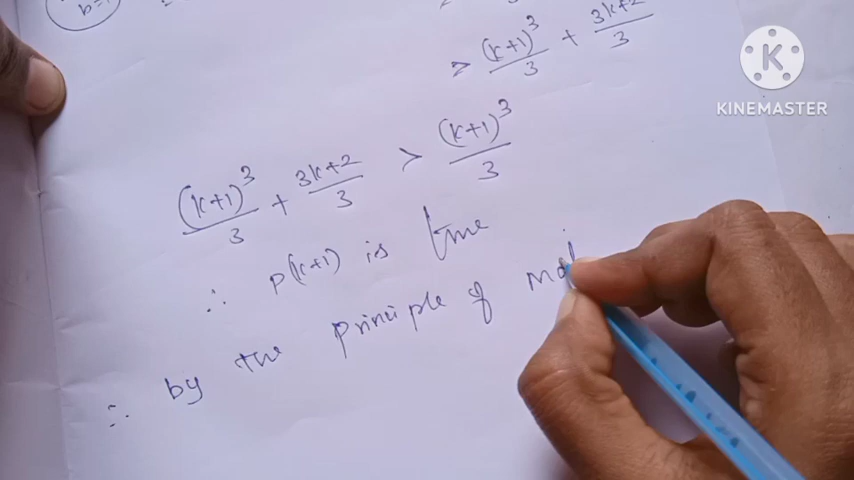 b=1
> (k+1)^3/3 + (3k+2)/3
(k+1)^3/3 + (3k+2)/3 > (k+1)^3/3
∴ p(k+1) is true
∴ by the principle of
K
KINEMASTER